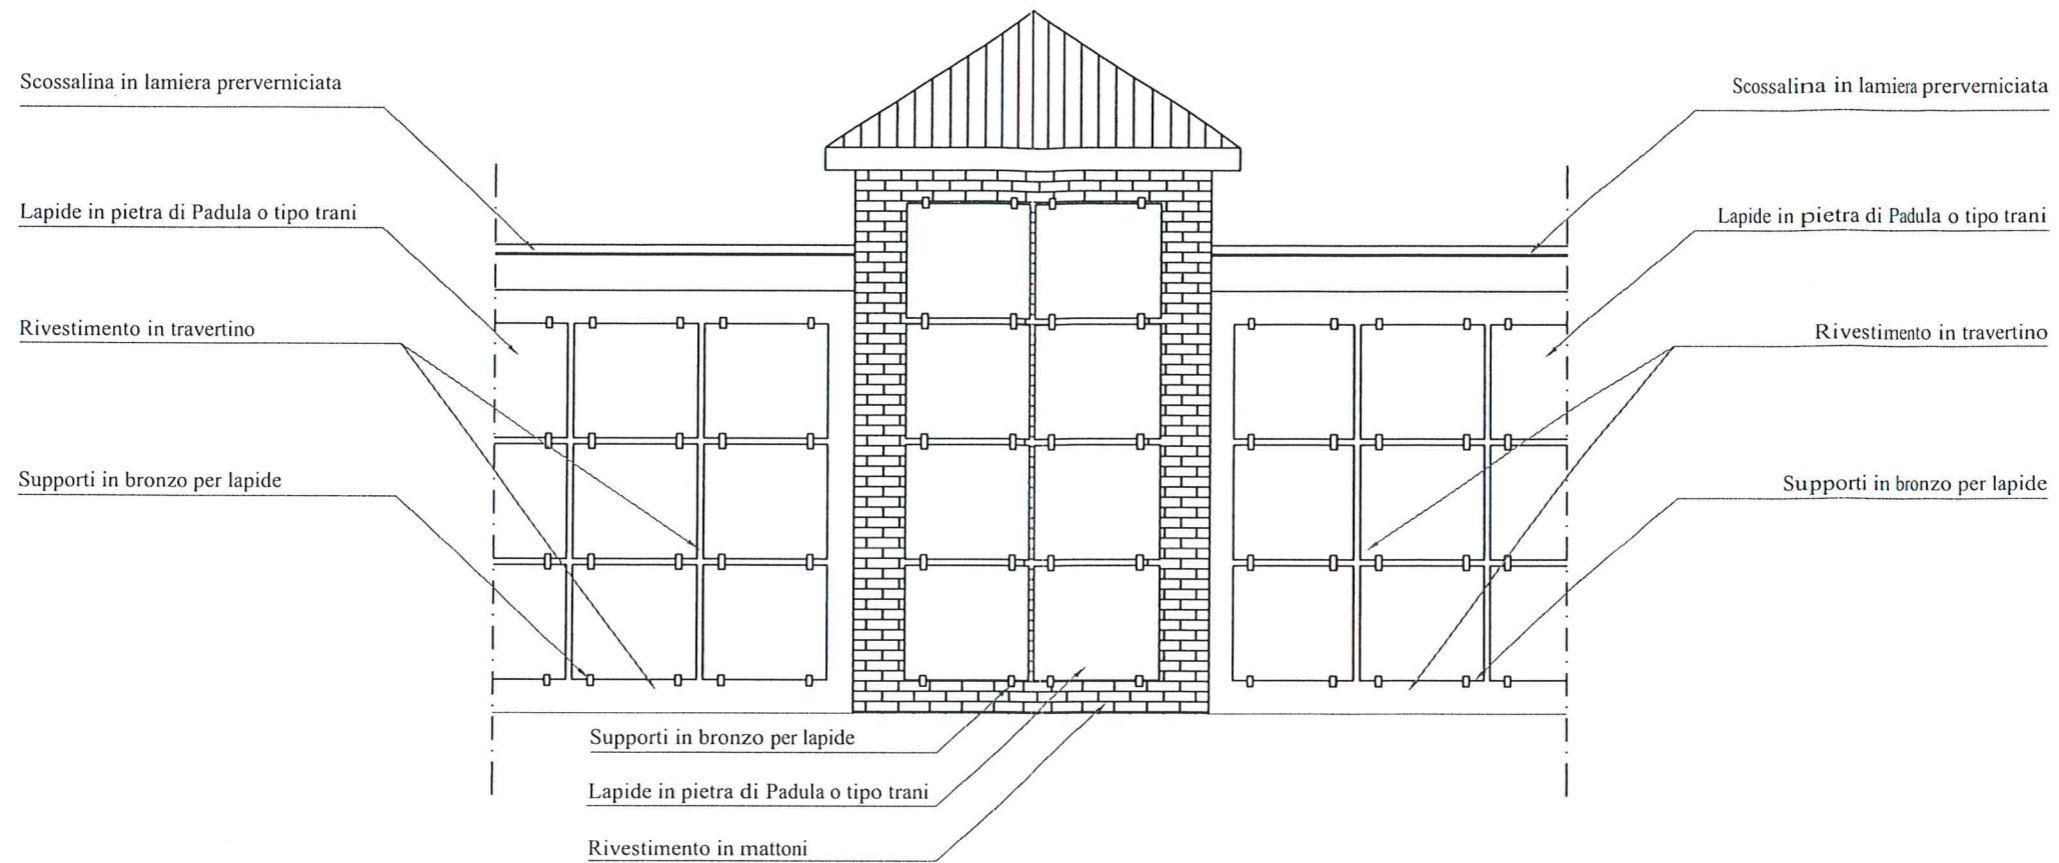 Scossalina in lamiera prerverniciata
Lapide in pietra di Padula o tipo trani
Rivestimento in travertino
Supporti in bronzo per lapide
Scossalina in lamiera prerverniciata
Lapide in pietra di Padula o tipo trani
Rivestimento in travertino
Supporti in bronzo per lapide
Supporti in bronzo per lapide
Lapide in pietra di Padula o tipo trani
Rivestimento in mattoni